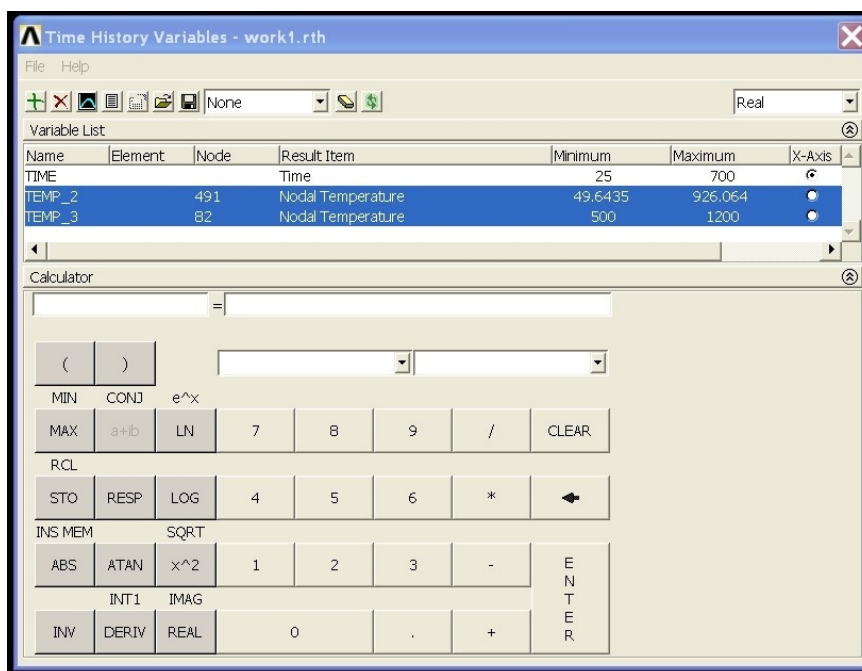 Time History Variables - work1.rth
File Help
None Real
Variable List
Name Element Node Result Item Minimum Maximum X-Axis
TIME Time 25 700
TEMP_2 491 Nodal Temperature 49.6435 926.064
TEMP_3 82 Nodal Temperature 500 1200
Calculator
=
( )
MIN CONJ e^x
MAX a+ib LN 7 8 9 / CLEAR
RCL
STO RESP LOG 4 5 6 *
INS MEM SQRT
ABS ATAN x^2 1 2 3 - ENTER
INT1 IMAG
INV DERIV REAL 0 . +